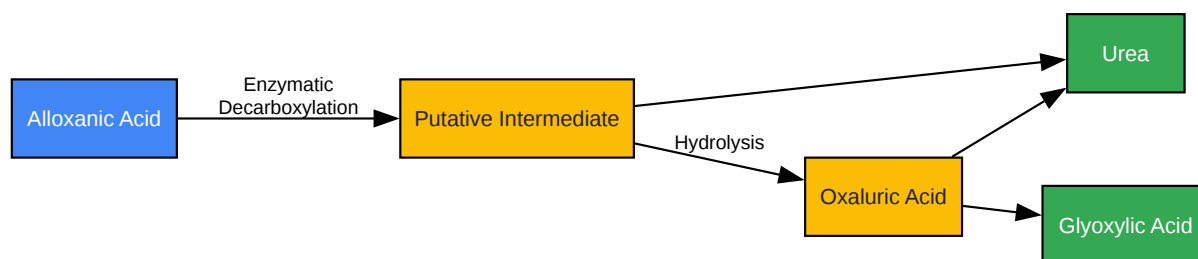 Alloxanic Acid
Enzymatic
Decarboxylation
Putative Intermediate
Hydrolysis
Oxaluric Acid
Urea
Glyoxylic Acid